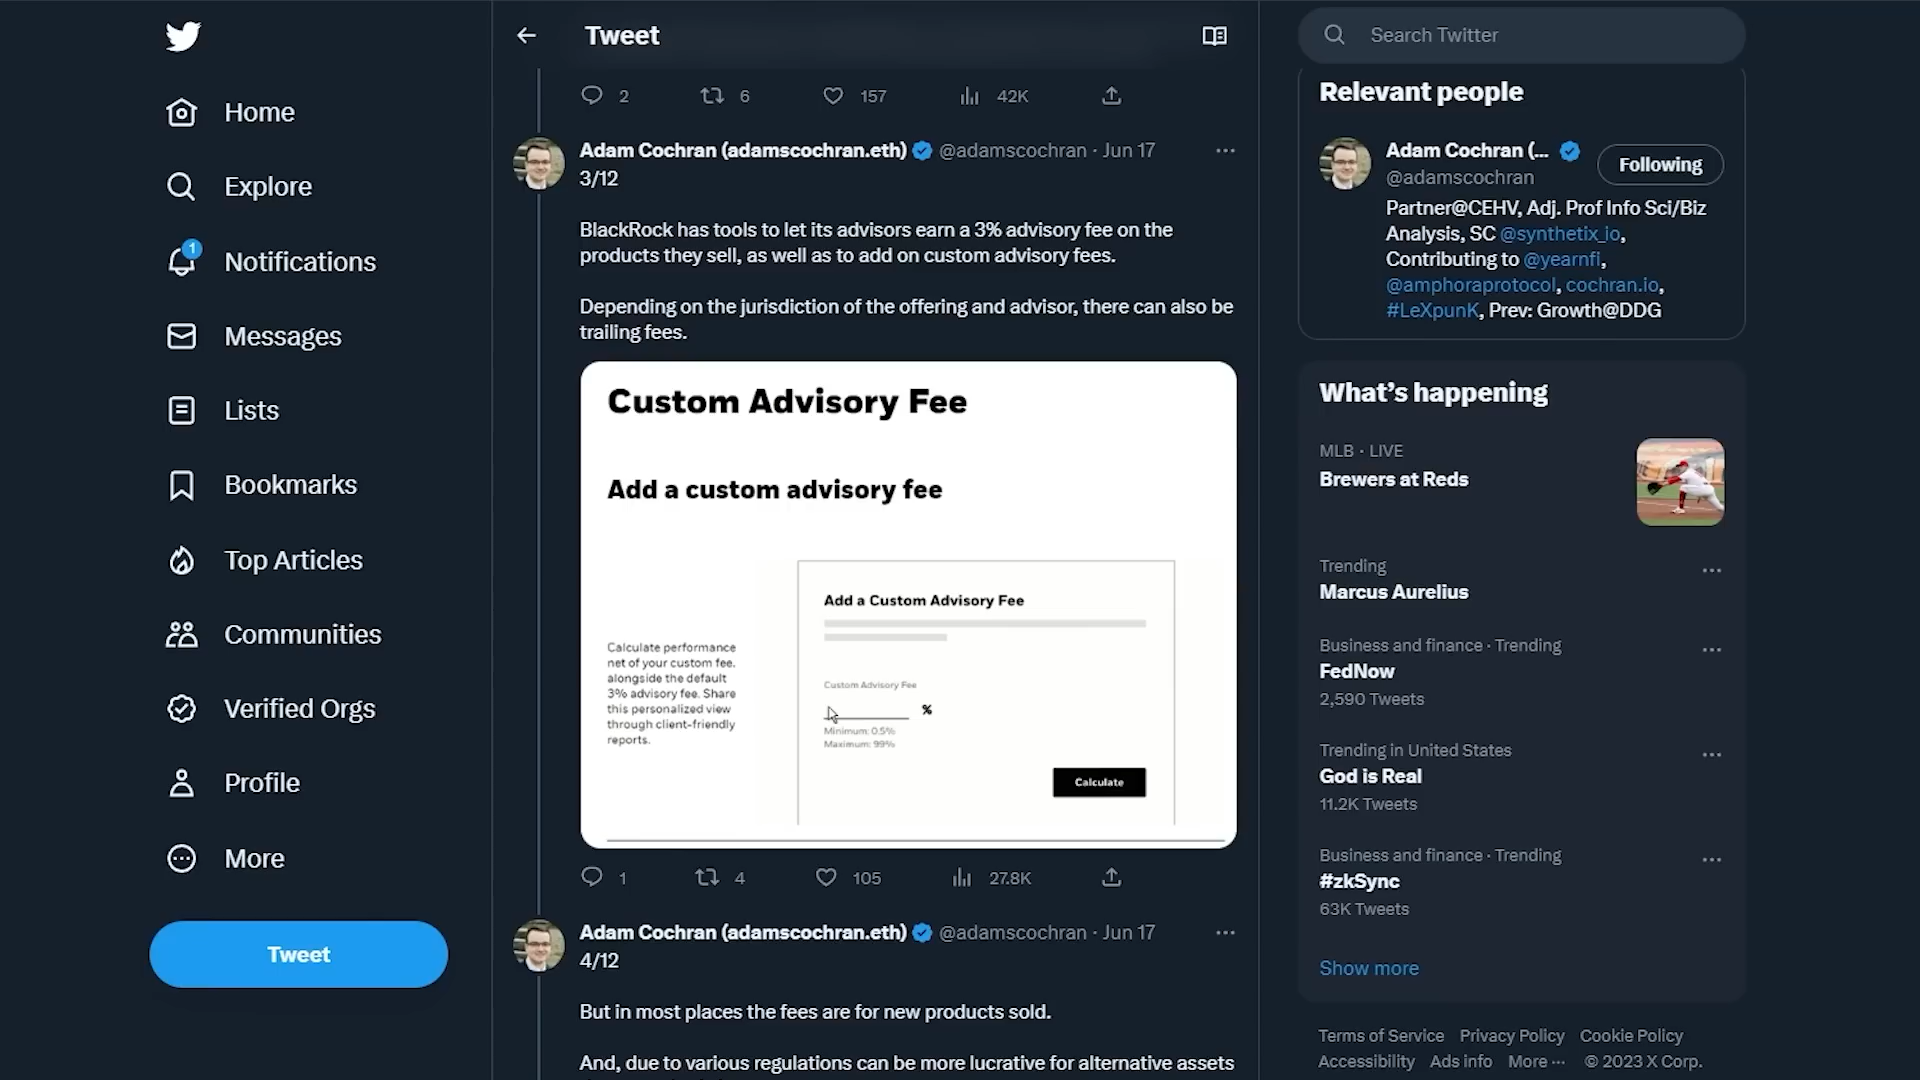 Home
Explore
1
Notifications
Messages
Lists
Bookmarks
Top Articles
Communities
Verified Orgs
Profile
More
Tweet
Tweet
2 6 157 42K
Adam Cochran (adamscochran.eth) @adamscochran · Jun 17
3/12
BlackRock has tools to let its advisors earn a 3% advisory fee on the
products they sell, as well as to add on custom advisory fees.
Depending on the jurisdiction of the offering and advisor, there can also be
trailing fees.
Custom Advisory Fee
Add a custom advisory fee
Calculate performance
net of your custom fee.
alongside the default
3% advisory fee. Share
this personalized view
through client-friendly
reports.
Add a Custom Advisory Fee
Custom Advisory Fee
%
Minimum: 0.5%
Maximum: 99%
Calculate
1 4 105 27.8K
Adam Cochran (adamscochran.eth) @adamscochran · Jun 17
4/12
But in most places the fees are for new products sold.
And, due to various regulations can be more lucrative for alternative assets
Search Twitter
Relevant people
Adam Cochran (...
Following
@adamscochran
Partner@CEHV, Adj. Prof Info Sci/Biz
Analysis, SC @synthetix_io,
Contributing to @yearnfi,
@amphoraprotocol, cochran.io,
#LeXpunK, Prev: Growth@DDG
What's happening
MLB · LIVE
Brewers at Reds
Trending
Marcus Aurelius
Business and finance · Trending
FedNow
2,590 Tweets
Trending in United States
God is Real
11.2K Tweets
Business and finance · Trending
#zkSync
63K Tweets
Show more
Terms of Service Privacy Policy Cookie Policy
Accessibility Ads info More ··· © 2023 X Corp.